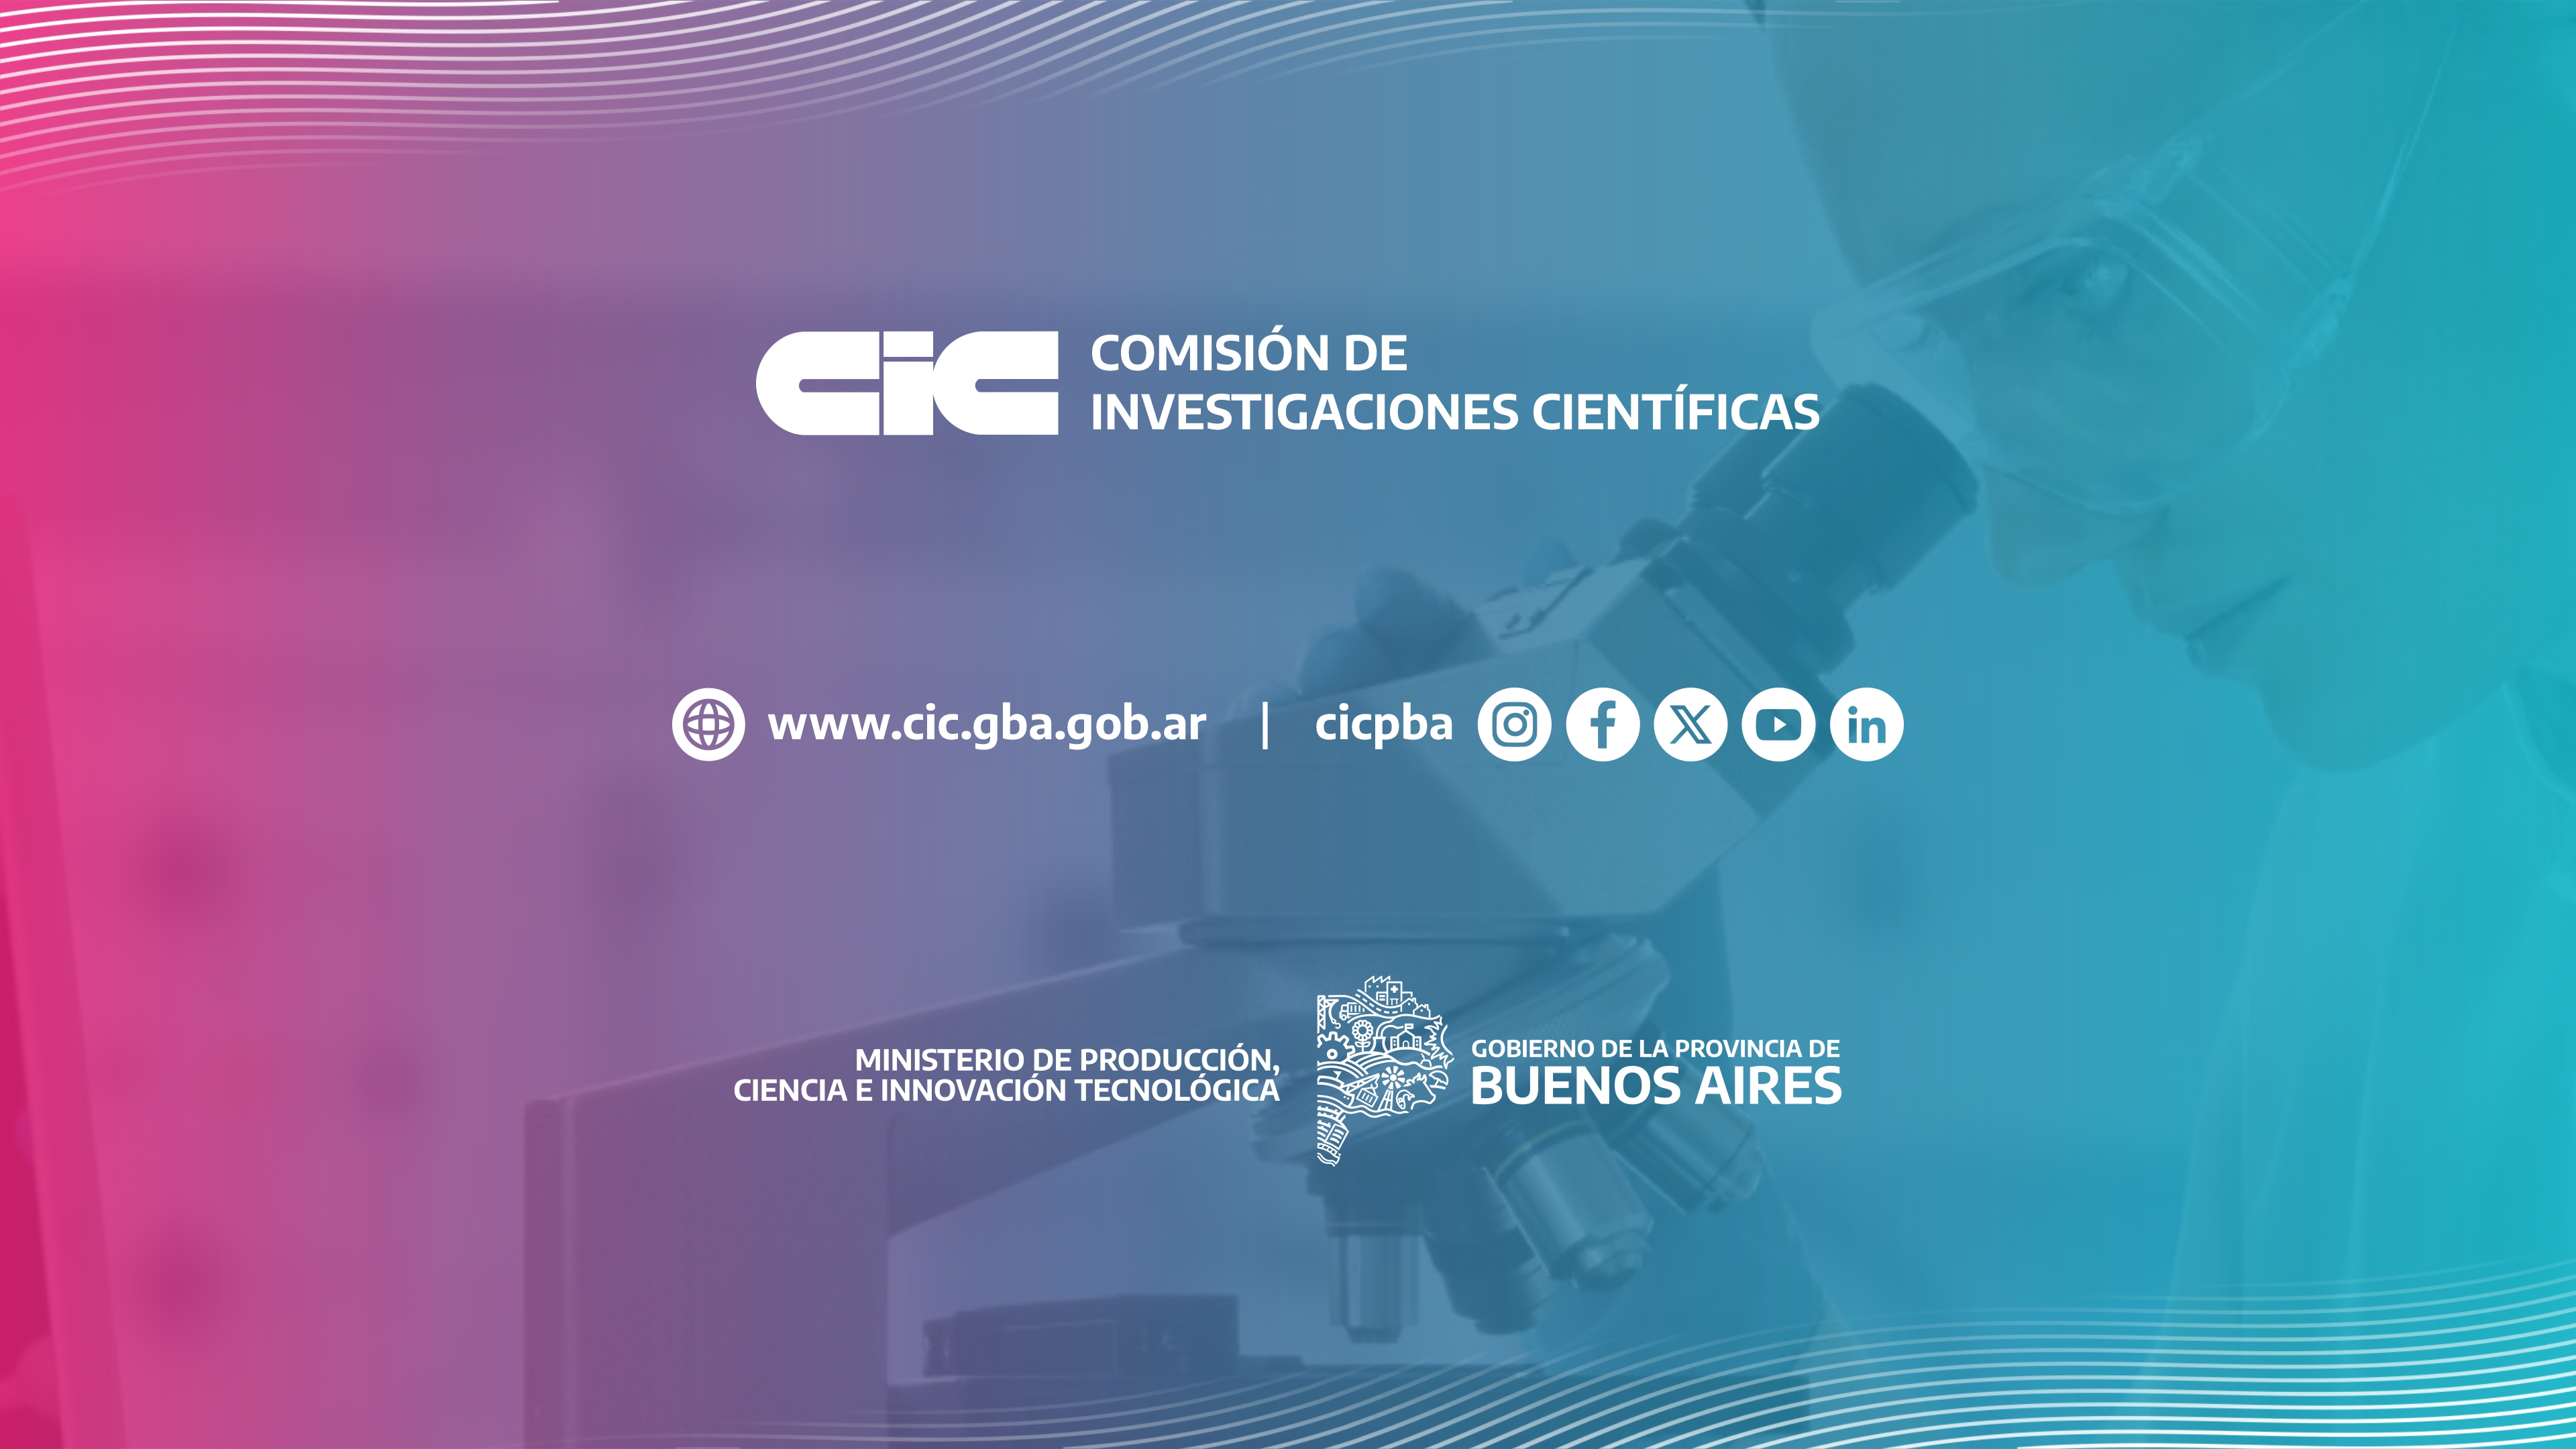 cic
COMISIÓN DE
INVESTIGACIONES CIENTÍFICAS
www.cic.gba.gob.ar | cicpba
MINISTERIO DE PRODUCCIÓN,
CIENCIA E INNOVACIÓN TECNOLÓGICA
GOBIERNO DE LA PROVINCIA DE
BUENOS AIRES